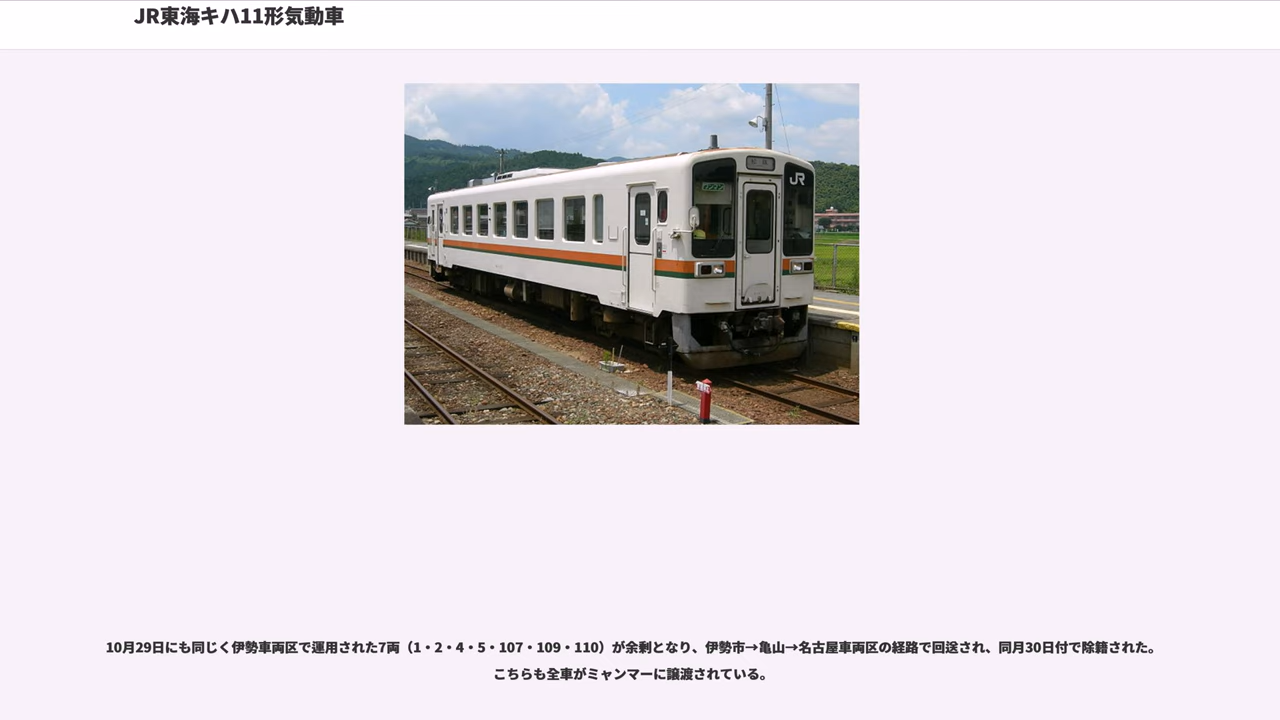 JR東海キハ11形気動車
JR
10月29日にも同じく伊勢車両区で運用された7両（1・2・4・5・107・109・110）が余剰となり、伊勢市→亀山→名古屋車両区の経路で回送され、同月30日付で除籍された。
こちらも全車がミャンマーに譲渡されている。